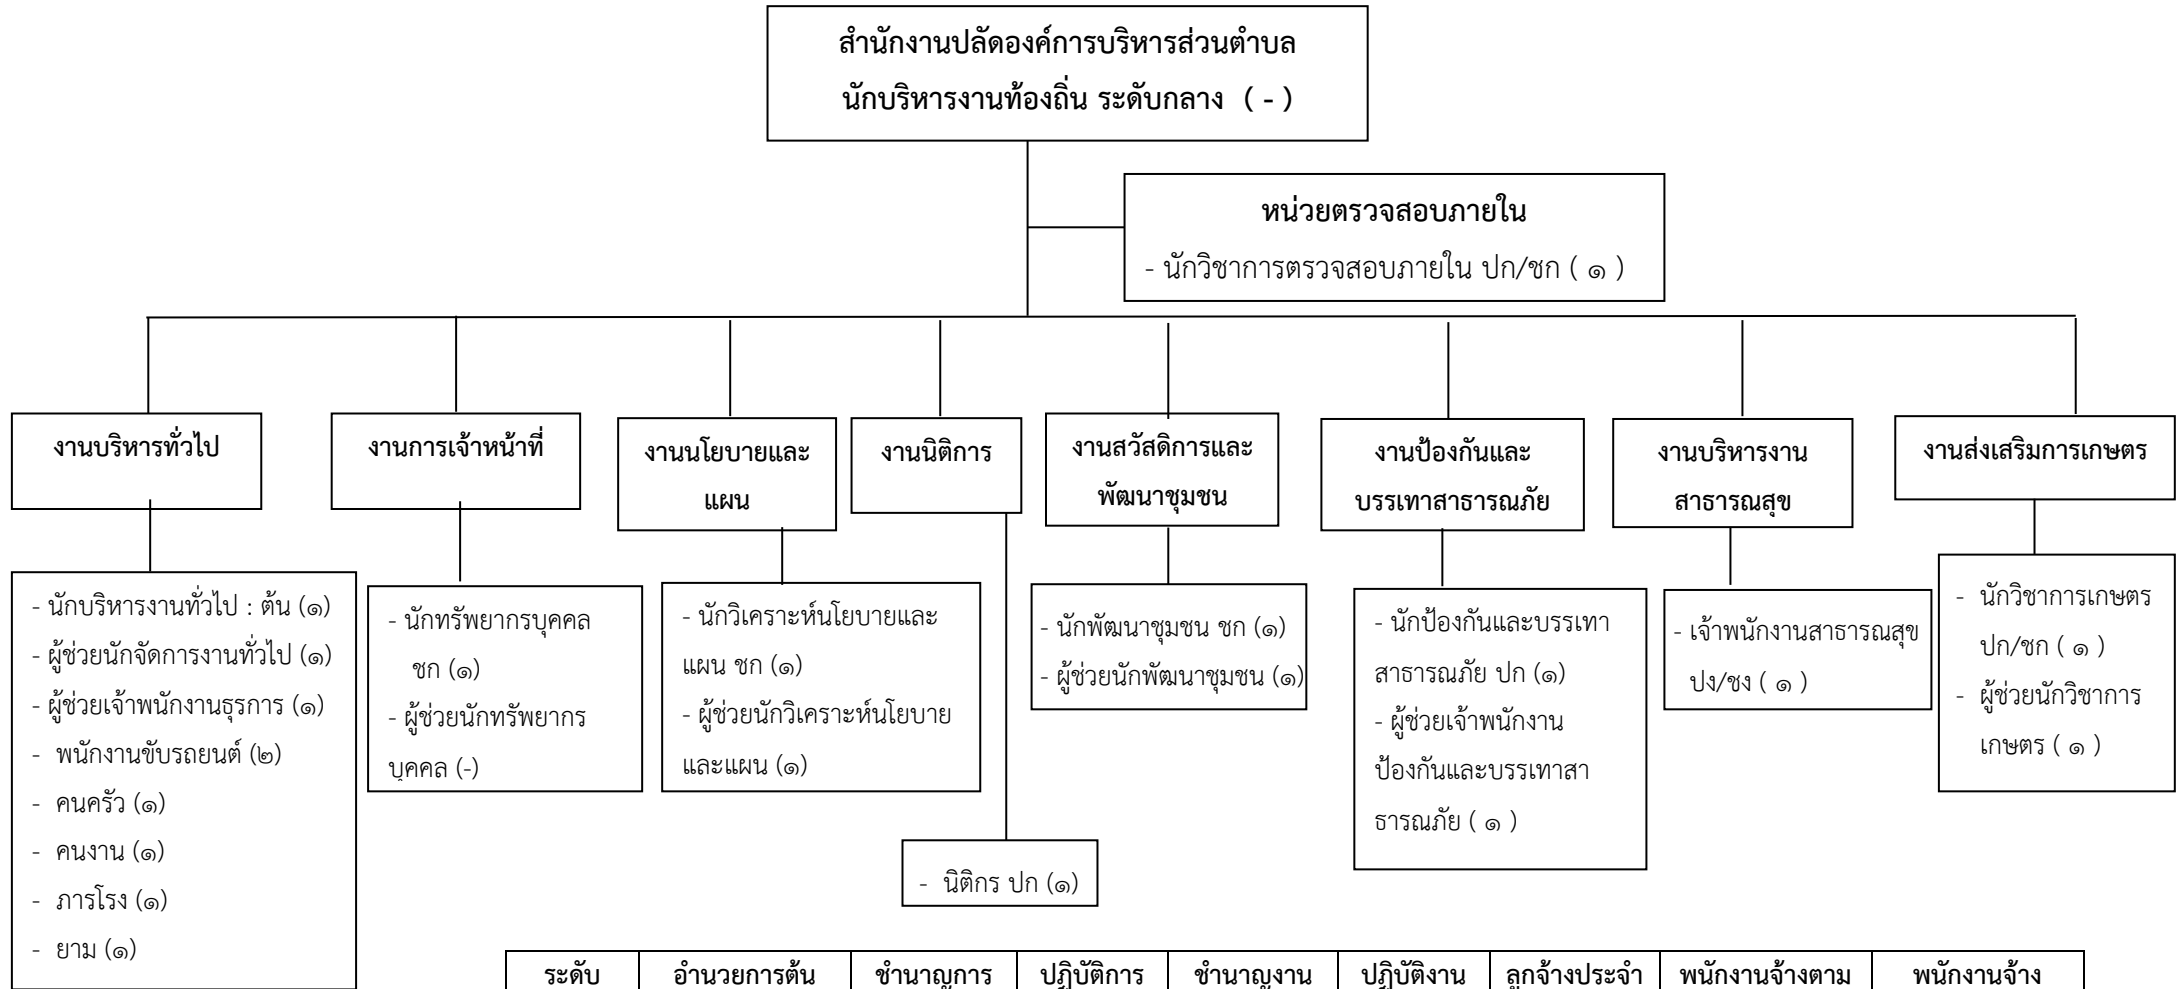 สำนักงานปลัดองค์การบริหารส่วนตำบล
นักบริหารงานท้องถิ่น ระดับกลาง ( - )
หน่วยตรวจสอบภายใน
- นักวิชาการตรวจสอบภายใน ปก/ชก ( ๑ )
งานบริหารทั่วไป
- นักบริหารงานทั่วไป : ต้น (๑)
- ผู้ช่วยนักจัดการงานทั่วไป (๑)
- ผู้ช่วยเจ้าพนักงานธุรการ (๑)
- พนักงานขับรถยนต์ (๒)
- คนครัว (๑)
- คนงาน (๑)
- ภารโรง (๑)
- ยาม (๑)
งานการเจ้าหน้าที่
- นักทรัพยากรบุคคล
ชก (๑)
- ผู้ช่วยนักทรัพยากร
บุคคล (-)
งานนโยบายและ
แผน
- นักวิเคราะห์นโยบายและ
แผน ชก (๑)
- ผู้ช่วยนักวิเคราะห์นโยบาย
และแผน (๑)
งานนิติการ
- นิติกร ปก (๑)
งานสวัสดิการและ
พัฒนาชุมชน
- นักพัฒนาชุมชน ชก (๑)
- ผู้ช่วยนักพัฒนาชุมชน (๑)
งานป้องกันและ
บรรเทาสาธารณภัย
- นักป้องกันและบรรเทา
สาธารณภัย ปก (๑)
- ผู้ช่วยเจ้าพนักงาน
ป้องกันและบรรเทาสา
ธารณภัย ( ๑ )
งานบริหารงาน
สาธารณสุข
- เจ้าพนักงานสาธารณสุข
ปง/ชง ( ๑ )
งานส่งเสริมการเกษตร
- นักวิชาการเกษตร
ปก/ชก ( ๑ )
- ผู้ช่วยนักวิชาการ
เกษตร ( ๑ )
ระดับ อำนวยการต้น ชำนาญการ ปฏิบัติการ ชำนาญงาน ปฏิบัติงาน ลูกจ้างประจำ พนักงานจ้างตาม พนักงานจ้าง